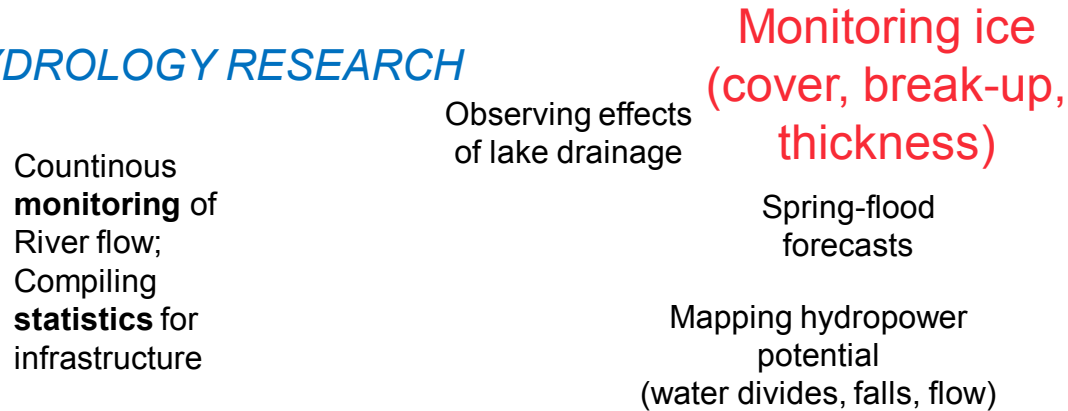 YDROLOGY RESEARCH
Monitoring ice
(cover, break-up,
thickness)
Observing effects
of lake drainage
Countinous
monitoring of
River flow;
Compiling
statistics for
infrastructure
Spring-flood
forecasts
Mapping hydropower
potential
(water divides, falls, flow)